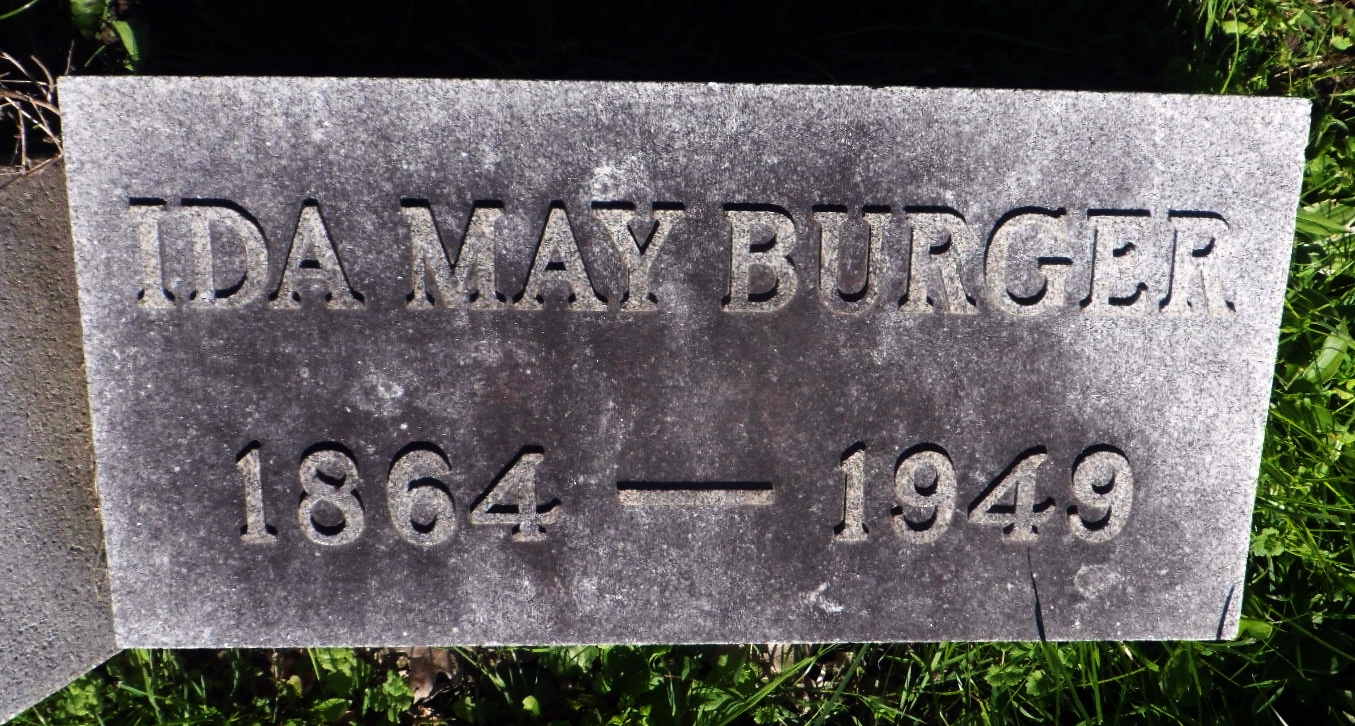 IDA MAY BURGER
1864 — 1949